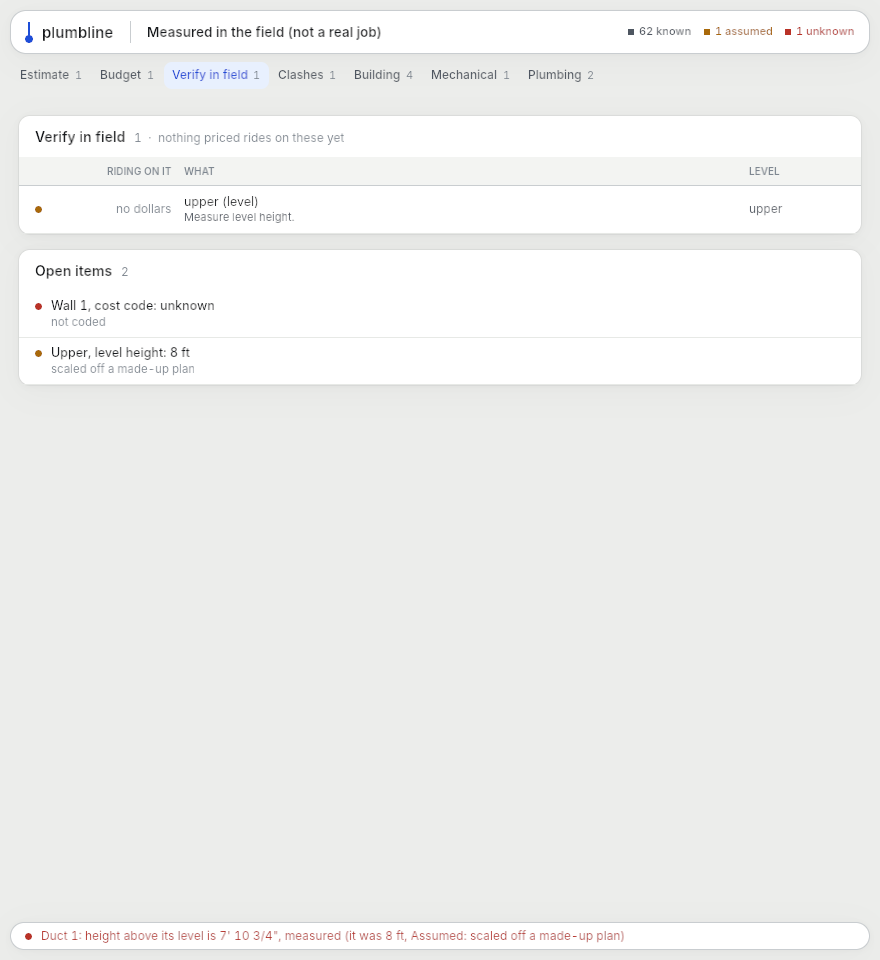 plumbline
Measured in the field (not a real job)
62 known 1 assumed 1 unknown
Estimate 1 Budget 1 Verify in field 1 Clashes 1 Building 4 Mechanical 1 Plumbing 2
Verify in field 1 · nothing priced rides on these yet
RIDING ON IT WHAT LEVEL
no dollars upper (level) upper
Measure level height.
Open items 2
Wall 1, cost code: unknown
not coded
Upper, level height: 8 ft
scaled off a made-up plan
Duct 1: height above its level is 7' 10 3/4", measured (it was 8 ft, Assumed: scaled off a made-up plan)